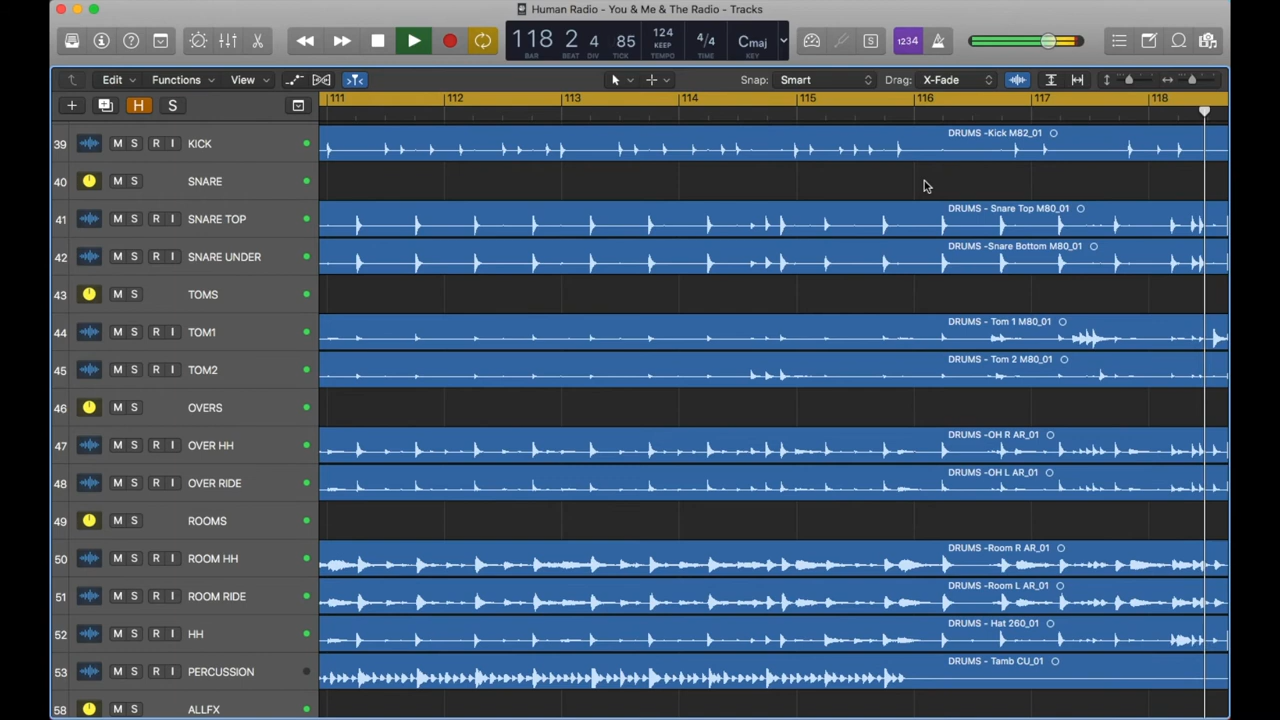 Human Radio - You & Me & The Radio - Tracks
118 2 4 85 124 KEEP 4/4 Cmaj 1234
BAR BEAT DIV TICK TEMPO TIME KEY
Edit Functions View Snap: Smart Drag: X-Fade
H S 111 112 113 114 115 116 117 118
39 M S R I KICK DRUMS -Kick M82_01
40 M S SNARE
41 M S R I SNARE TOP DRUMS - Snare Top M80_01
42 M S R I SNARE UNDER DRUMS -Snare Bottom M80_01
43 M S TOMS
44 M S R I TOM1 DRUMS - Tom 1 M80_01
45 M S R I TOM2 DRUMS - Tom 2 M80_01
46 M S OVERS
47 M S R I OVER HH DRUMS -OH R AR_01
48 M S R I OVER RIDE DRUMS -OH L AR_01
49 M S ROOMS
50 M S R I ROOM HH DRUMS -Room R AR_01
51 M S R I ROOM RIDE DRUMS -Room L AR_01
52 M S R I HH DRUMS - Hat 260_01
53 M S R I PERCUSSION DRUMS - Tamb CU_01
58 M S ALLFX